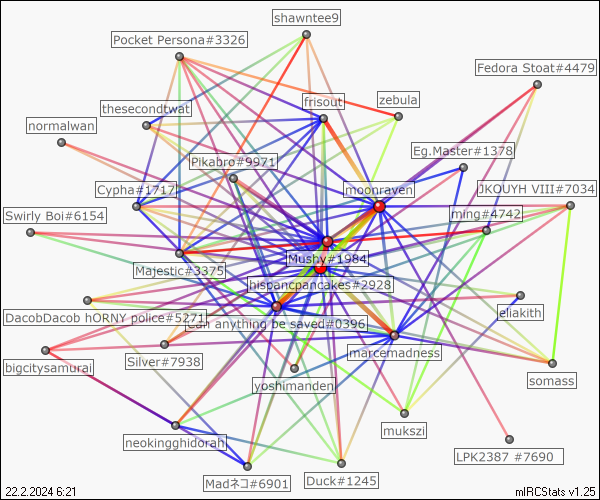 shawntee9
Pocket Persona#3326
Fedora Stoat#4479
zebula
frisout
thesecondtwat
normalwan
Eg.Master#1378
Pikabro#9971
Cypha#1717
moonraven
JKOUYH VIII#7034
Swirly Boi#6154
ming#4742
Mushy#1984
Majestic#3375
hispancpancakes#2928
eliakith
DacobDacob hORNY police#5271
can anything be saved#0396
marcemadness
bigcitysamurai
Silver#7938
yoshimanden
somass
mukszi
neokingghidorah
LPK2387 #7690
Madネコ#6901
Duck#1245
22.2.2024 6:21
mIRCStats v1.25